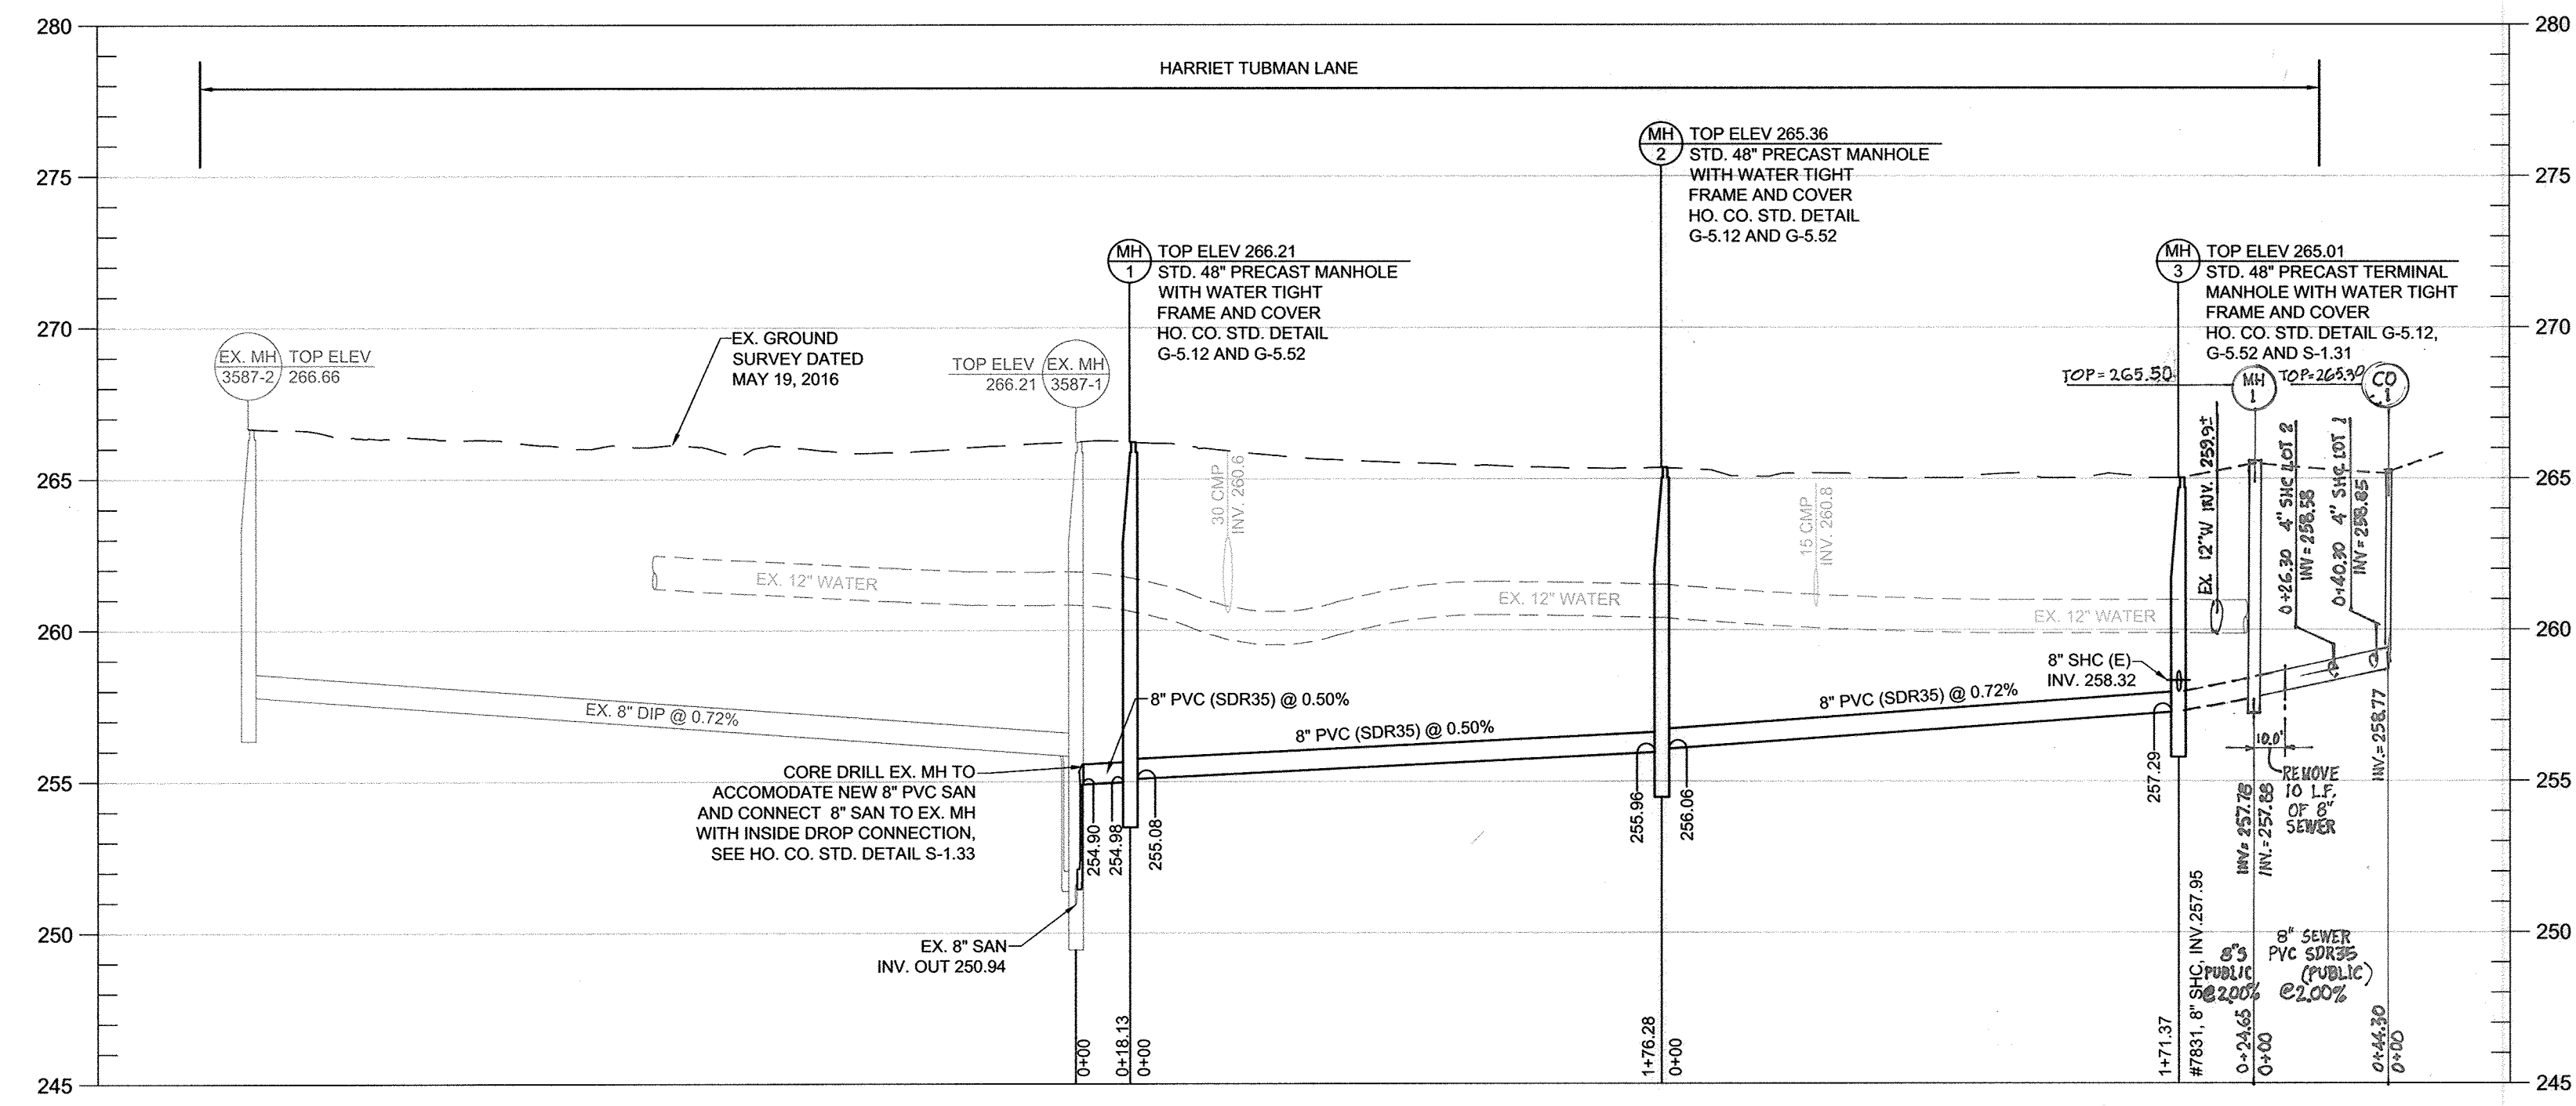 280
280
HARRIET TUBMAN LANE
MH
2
TOP ELEV 265.36
STD. 48" PRECAST MANHOLE
WITH WATER TIGHT
FRAME AND COVER
HO. CO. STD. DETAIL
G-5.12 AND G-5.52
275
275
MH
1
TOP ELEV 266.21
STD. 48" PRECAST MANHOLE
WITH WATER TIGHT
FRAME AND COVER
HO. CO. STD. DETAIL
G-5.12 AND G-5.52
MH
3
TOP ELEV 265.01
STD. 48" PRECAST TERMINAL
MANHOLE WITH WATER TIGHT
FRAME AND COVER
HO. CO. STD. DETAIL G-5.12,
G-5.52 AND S-1.31
270
270
EX. MH
3587-2
TOP ELEV
266.66
EX. GROUND
SURVEY DATED
MAY 19, 2016
TOP ELEV
266.21
EX. MH
3587-1
TOP=265.50
MH
1
TOP=265.30
CO
1
265
265
30 CMP
INV. 260.6
15 CMP
INV. 260.8
EX. 12"W INV. 259.9±
0+26.30 4" SHC LOT 2
INV=258.58
0+40.30 4" SHC LOT 1
INV=258.85
EX. 12" WATER
EX. 12" WATER
EX. 12" WATER
260
260
8" SHC (E)
INV. 258.32
EX. 8" DIP @ 0.72%
8" PVC (SDR35) @ 0.50%
8" PVC (SDR35) @ 0.50%
8" PVC (SDR35) @ 0.72%
CORE DRILL EX. MH TO
ACCOMODATE NEW 8" PVC SAN
AND CONNECT 8" SAN TO EX. MH
WITH INSIDE DROP CONNECTION,
SEE HO. CO. STD. DETAIL S-1.33
255
255
254.90
254.98
255.08
255.96
256.06
257.29
10.0'
REMOVE
10 L.F.
OF 8"
SEWER
INV=257.78
INV.=257.88
INV.=258.77
EX. 8" SAN
INV. OUT 250.94
250
250
#7831, 8" SHC, INV.257.95
8"S
PUBLIC
@2.00%
8" SEWER
PVC SDR35
(PUBLIC)
@2.00%
0+00
0+18.13
0+00
1+76.28
0+00
1+71.37
0+24.65
0+00
0+44.30
0+00
245
245